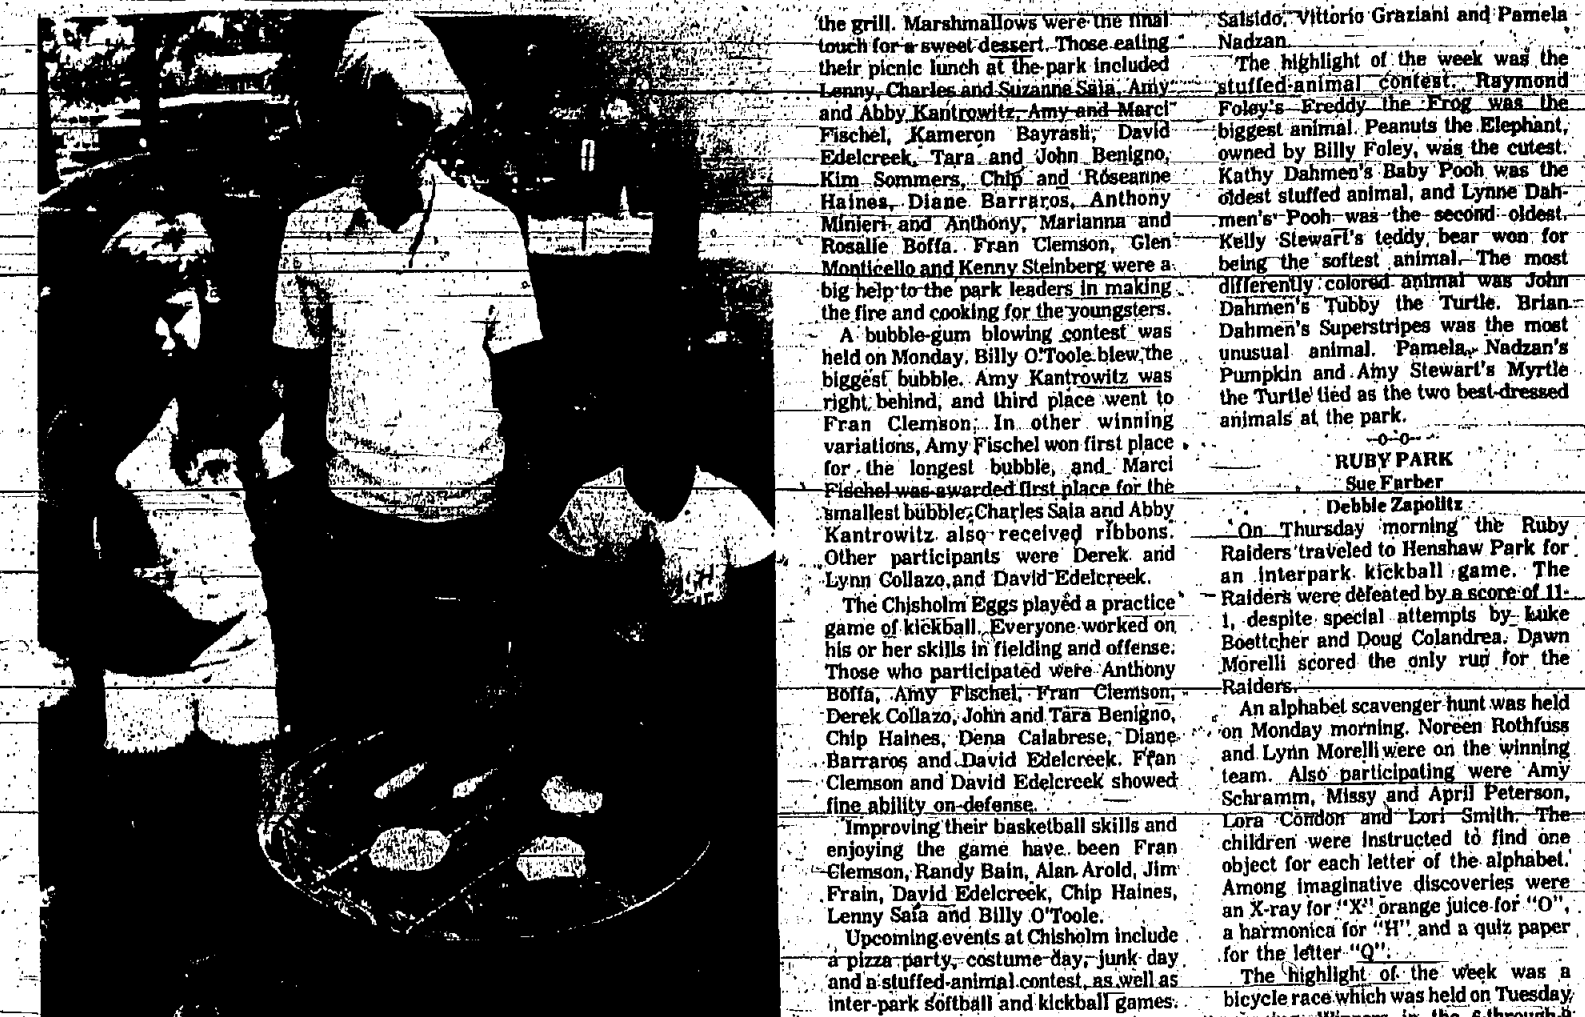 the grill. Marshmallows were the final
touch for a sweet dessert. Those eating
their picnic lunch at the park included
Lenny, Charles and Suzanne Saia, Amy
and Abby Kantrowitz, Amy and Marci
Fischel, Kameron Bayrasli, David
Edelcreek, Tara and John Benigno,
Kim Sommers, Chip and Roseanne
Haines, Diane Barraros, Anthony
Minieri and Anthony, Marianna and
Rosalie Boffa. Fran Clemson, Glen
Monticello and Kenny Steinberg were a
big help to the park leaders in making
the fire and cooking for the youngsters.
A bubble-gum blowing contest was
held on Monday. Billy O'Toole blew the
biggest bubble. Amy Kantrowitz was
right behind, and third place went to
Fran Clemson. In other winning
variations, Amy Fischel won first place
for the longest bubble, and Marci
Fischel was awarded first place for the
smallest bubble. Charles Saia and Abby
Kantrowitz also received ribbons.
Other participants were Derek and
Lynn Collazo and David Edelcreek.
The Chisholm Eggs played a practice
game of kickball. Everyone worked on
his or her skills in fielding and offense.
Those who participated were Anthony
Boffa, Amy Fischel, Fran Clemson,
Derek Collazo, John and Tara Benigno,
Chip Haines, Dena Calabrese, Diane
Barraros and David Edelcreek. Fran
Clemson and David Edelcreek showed
fine ability on defense.
Improving their basketball skills and
enjoying the game have been Fran
Clemson, Randy Bain, Alan Arold, Jim
Frain, David Edelcreek, Chip Haines,
Lenny Saia and Billy O'Toole.
Upcoming events at Chisholm include
a pizza party, costume day, junk day
and a stuffed-animal contest, as well as
inter-park softball and kickball games.
Salsido, Vittorio Graziani and Pamela
Nadzan.
The highlight of the week was the
stuffed-animal contest. Raymond
Foley's Freddy the Frog was the
biggest animal. Peanuts the Elephant,
owned by Billy Foley, was the cutest.
Kathy Dahmen's Baby Pooh was the
oldest stuffed animal, and Lynne Dah-
men's Pooh was the second oldest.
Kelly Stewart's teddy bear won for
being the softest animal. The most
differently colored animal was John
Dahmen's Tubby the Turtle. Brian
Dahmen's Superstripes was the most
unusual animal. Pamela Nadzan's
Pumpkin and Amy Stewart's Myrtle
the Turtle tied as the two best-dressed
animals at the park.
-o-o-
RUBY PARK
Sue Farber
Debbie Zapolitz
On Thursday morning the Ruby
Raiders traveled to Henshaw Park for
an interpark kickball game. The
Raiders were defeated by a score of 11-
1, despite special attempts by Luke
Boettcher and Doug Colandrea. Dawn
Morelli scored the only run for the
Raiders.
An alphabet scavenger hunt was held
on Monday morning. Noreen Rothfuss
and Lynn Morelli were on the winning
team. Also participating were Amy
Schramm, Missy and April Peterson,
Lora Condon and Lori Smith. The
children were instructed to find one
object for each letter of the alphabet.
Among imaginative discoveries were
an X-ray for "X" orange juice for "O",
a harmonica for "H" and a quiz paper
for the letter "Q".
The highlight of the week was a
bicycle race which was held on Tuesday